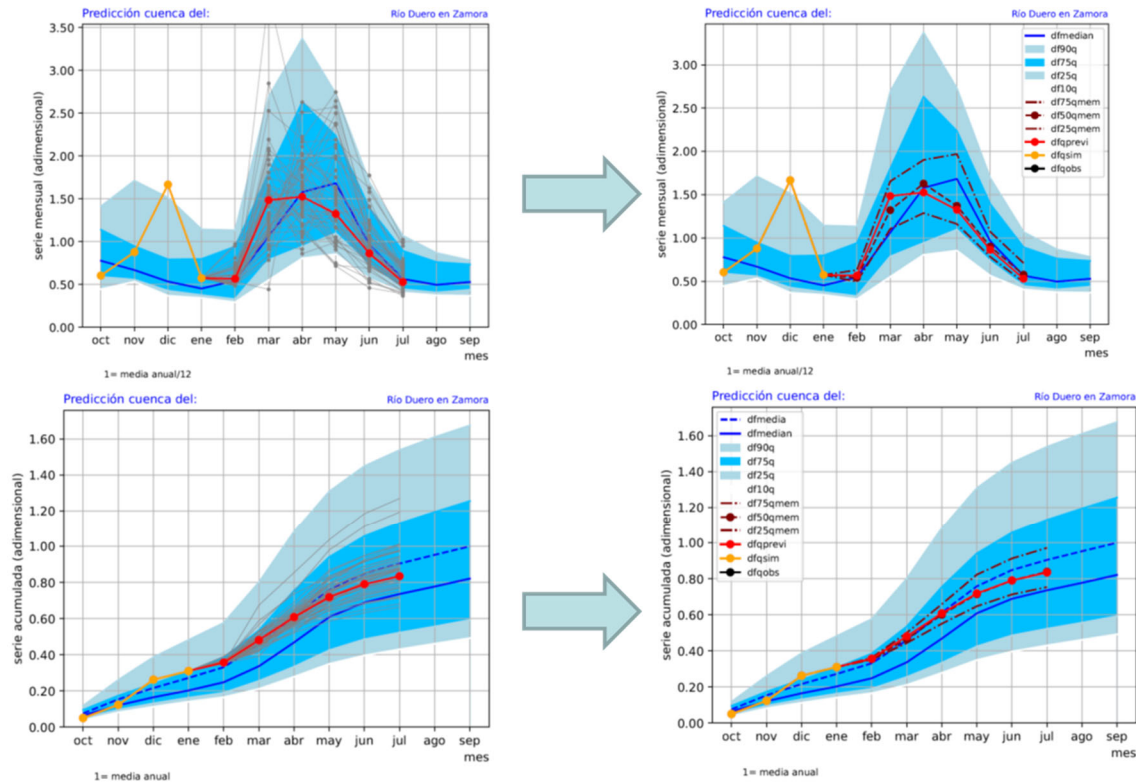 Predicción cuenca del: Río Duero en Zamora
3.50
3.00
2.50
2.00
1.50
1.00
0.50
0.00
serie mensual (adimensional)
oct nov dic ene feb mar abr may jun jul ago sep
mes
1= media anual/12
Predicción cuenca del: Río Duero en Zamora
dfmedian
df90q
df75q
df25q
df10q
df75qmem
df50qmem
df25qmem
dfqprevi
dfqsim
dfqobs
3.00
2.50
2.00
1.50
1.00
0.50
0.00
serie mensual (adimensional)
oct nov dic ene feb mar abr may jun jul ago sep
mes
1= media anual/12
Predicción cuenca del: Río Duero en Zamora
1.60
1.40
1.20
1.00
0.80
0.60
0.40
0.20
0.00
serie acumulada (adimensional)
oct nov dic ene feb mar abr may jun jul ago sep
mes
1= media anual
Predicción cuenca del: Río Duero en Zamora
dfmedia
dfmedian
df90q
df75q
df25q
df10q
df75qmem
df50qmem
df25qmem
dfqprevi
dfqsim
dfqobs
1.60
1.40
1.20
1.00
0.80
0.60
0.40
0.20
0.00
serie acumulada (adimensional)
oct nov dic ene feb mar abr may jun jul ago sep
mes
1= media anual